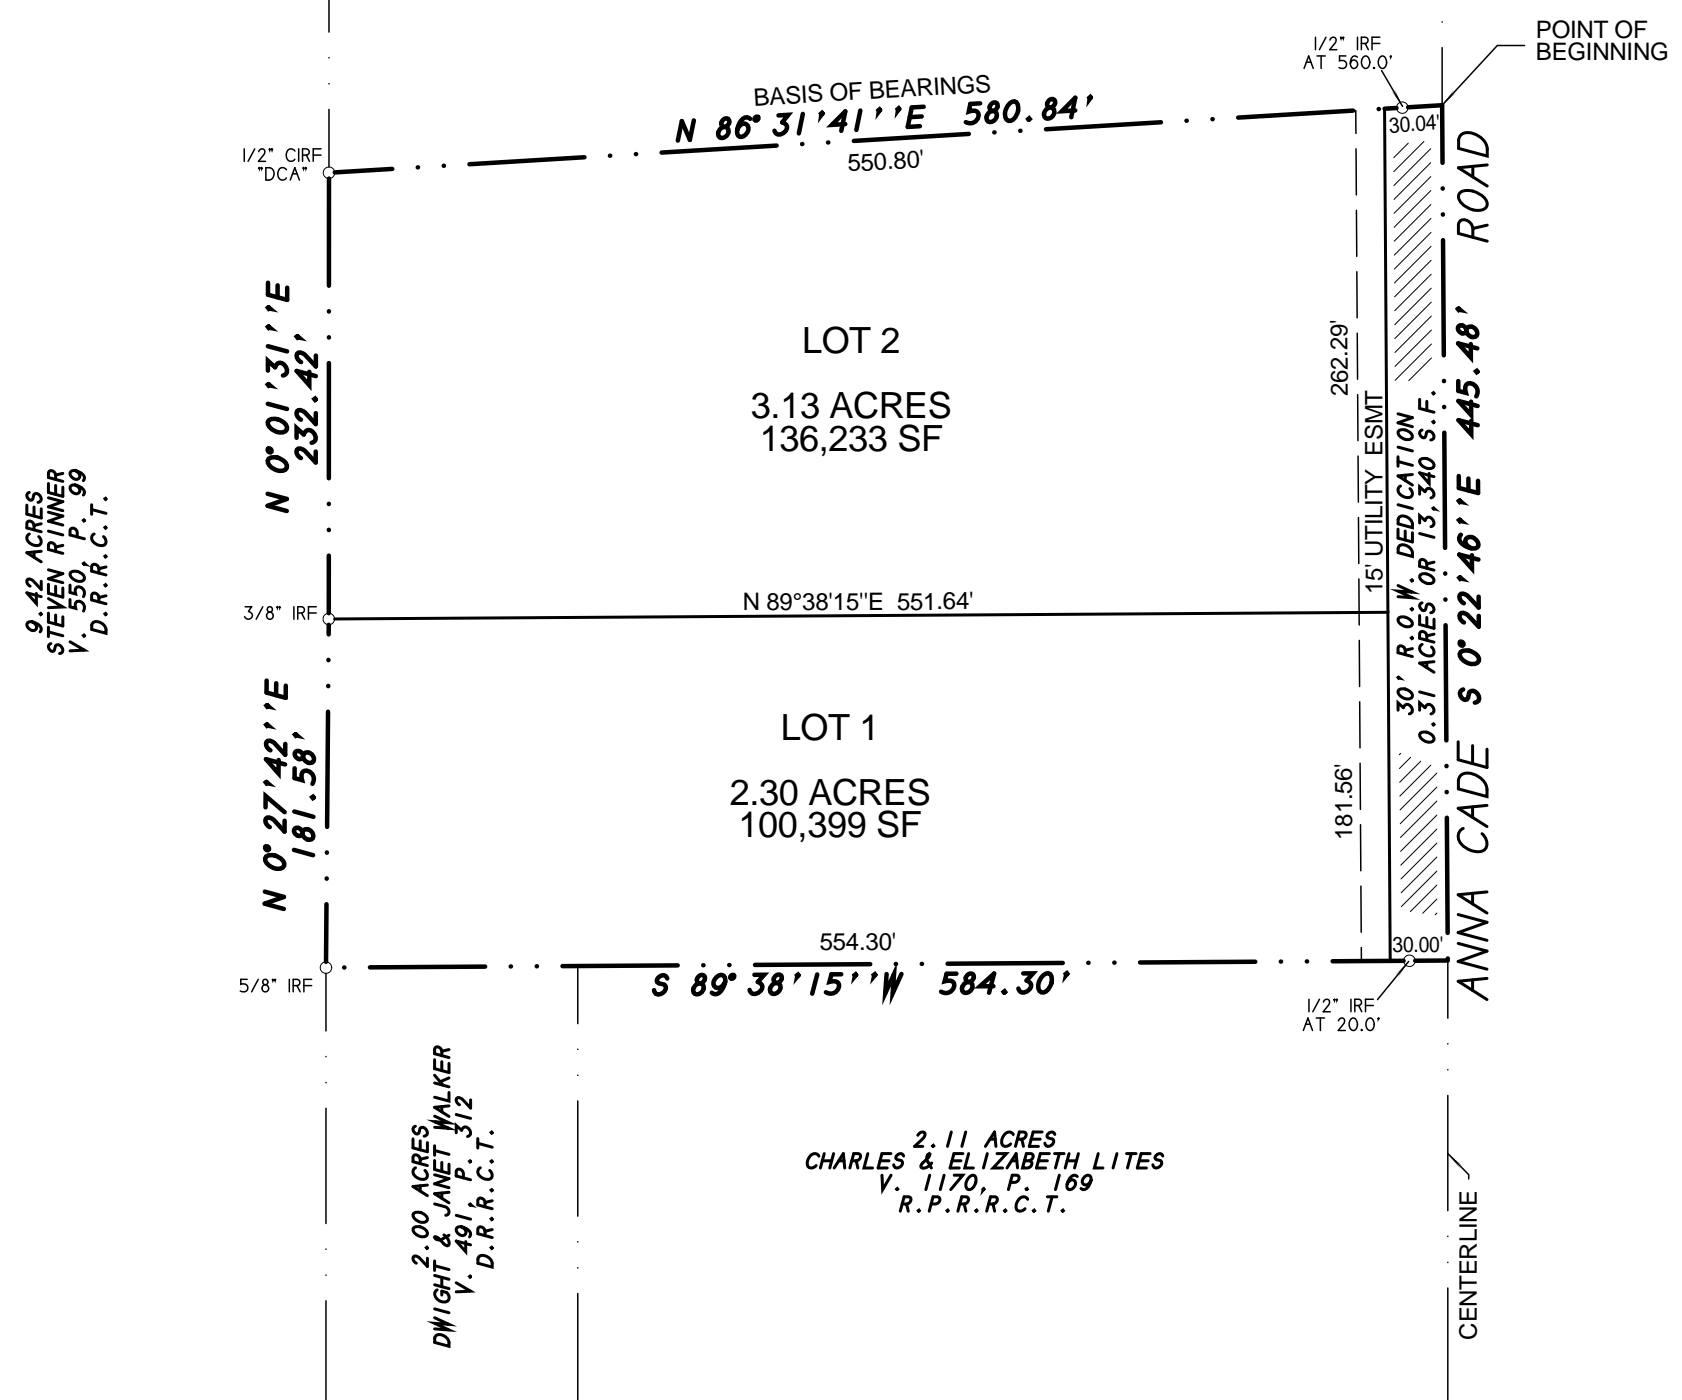 POINT OF
BEGINNING
1/2" IRF
AT 560.0'
BASIS OF BEARINGS
N 86°31'41''E 580.84'
550.80'
30.04'
1/2" CIRF
"DCA"
N 0°01'31''E
232.42'
LOT 2
3.13 ACRES
136,233 SF
262.29'
15' UTILITY ESMT
30' R.O.W. DEDICATION
0.31 ACRES OR 13,340 S.F.
S 0°22'46''E 445.48'
ANNA CADE ROAD
9.42 ACRES
STEVEN RINNER
V. 550, P. 99
D.R.R.C.T.
3/8" IRF
N 89°38'15"E 551.64'
N 0°27'42''E
181.58'
LOT 1
2.30 ACRES
100,399 SF
181.56'
554.30'
30.00'
5/8" IRF
S 89°38'15''W 584.30'
1/2" IRF
AT 20.0'
2.00 ACRES
DWIGHT & JANET WALKER
V. 491, P. 312
D.R.R.C.T.
2.11 ACRES
CHARLES & ELIZABETH LITES
V. 1170, P. 169
R.P.R.R.C.T.
CENTERLINE